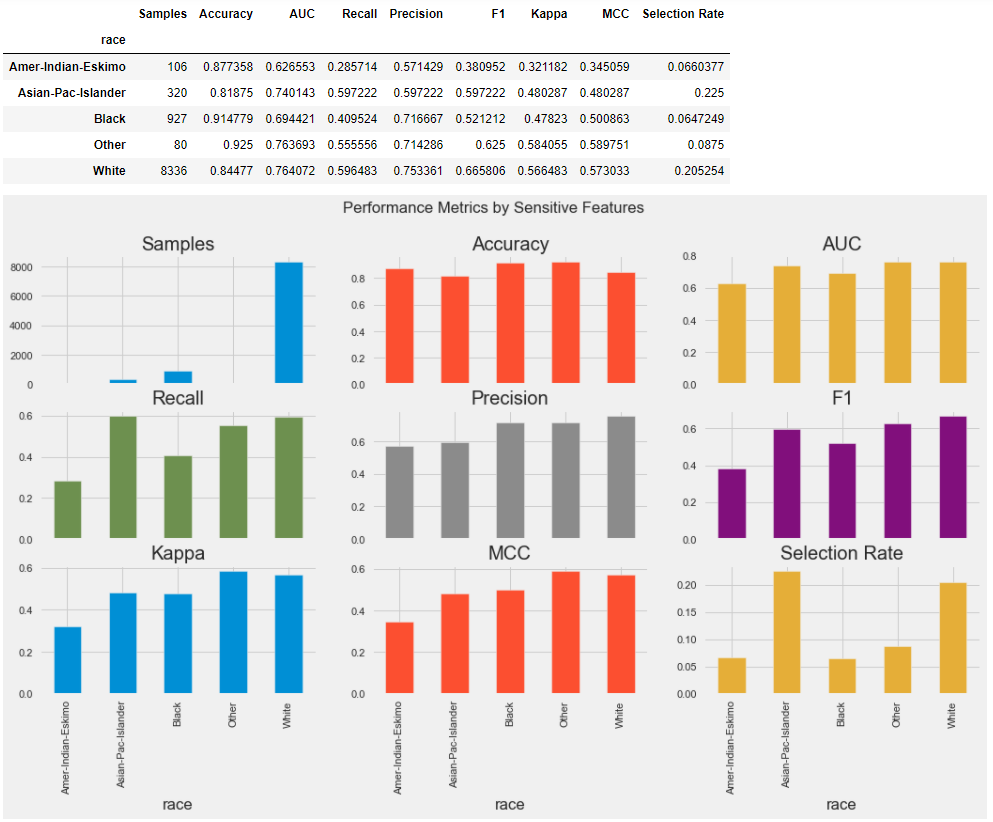 Samples Accuracy AUC Recall Precision F1 Kappa MCC Selection Rate
race
Amer-Indian-Eskimo 106 0.877358 0.626553 0.285714 0.571429 0.380952 0.321182 0.345059 0.0660377
Asian-Pac-Islander 320 0.81875 0.740143 0.597222 0.597222 0.597222 0.480287 0.480287 0.225
Black 927 0.914779 0.694421 0.409524 0.716667 0.521212 0.47823 0.500863 0.0647249
Other 80 0.925 0.763693 0.555556 0.714286 0.625 0.584055 0.589751 0.0875
White 8336 0.84477 0.764072 0.596483 0.753361 0.665806 0.566483 0.573033 0.205254
Performance Metrics by Sensitive Features
Samples
8000
6000
4000
2000
0
Accuracy
0.8
0.6
0.4
0.2
0.0
AUC
0.8
0.6
0.4
0.2
0.0
Recall
0.6
0.4
0.2
0.0
Precision
0.6
0.4
0.2
0.0
F1
0.6
0.4
0.2
0.0
Kappa
0.6
0.4
0.2
0.0
Amer-Indian-Eskimo
Asian-Pac-Islander
Black
Other
White
race
MCC
0.6
0.4
0.2
0.0
Amer-Indian-Eskimo
Asian-Pac-Islander
Black
Other
White
race
Selection Rate
0.20
0.15
0.10
0.05
0.00
Amer-Indian-Eskimo
Asian-Pac-Islander
Black
Other
White
race